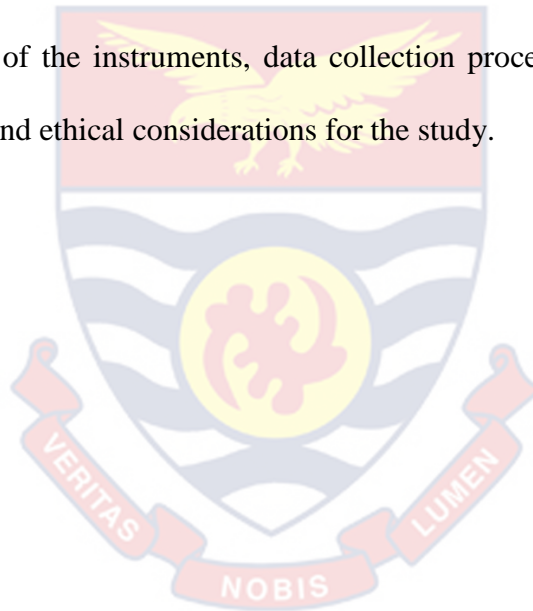 of the instruments, data collection proce
nd ethical considerations for the study.
VERITAS
NOBIS
LUMEN